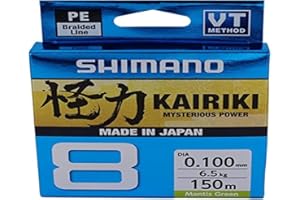 PE
Braided Line
VT
METHOD
SHIMANO
怪力 KAIRIKI
MYSTERIOUS POWER
MADE IN JAPAN
8
DIA
0.100mm
6.5kg
150m
Mantis Green